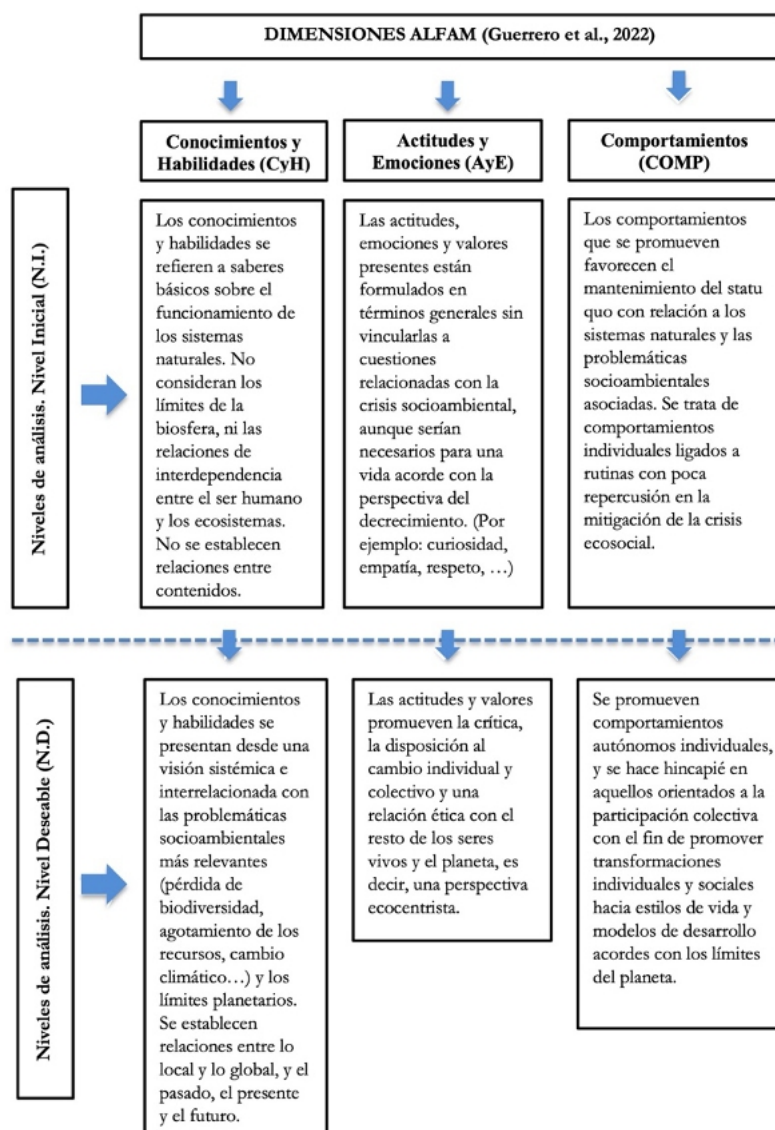 DIMENSIONES ALFAM (Guerrero et al., 2022)
Conocimientos y
Habilidades (CyH)
Actitudes y
Emociones (AyE)
Comportamientos
(COMP)
Niveles de análisis. Nivel Inicial (N.I.)
Los conocimientos
y habilidades se
refieren a saberes
básicos sobre el
funcionamiento de
los sistemas
naturales. No
consideran los
límites de la
biosfera, ni las
relaciones de
interdependencia
entre el ser humano
y los ecosistemas.
No se establecen
relaciones entre
contenidos.
Las actitudes,
emociones y valores
presentes están
formulados en
términos generales sin
vincularlas a
cuestiones
relacionadas con la
crisis socioambiental,
aunque serían
necesarios para una
vida acorde con la
perspectiva del
decrecimiento. (Por
ejemplo: curiosidad,
empatía, respeto, …)
Los comportamientos
que se promueven
favorecen el
mantenimiento del statu
quo con relación a los
sistemas naturales y las
problemáticas
socioambientales
asociadas. Se trata de
comportamientos
individuales ligados a
rutinas con poca
repercusión en la
mitigación de la crisis
ecosocial.
Niveles de análisis. Nivel Deseable (N.D.)
Los conocimientos
y habilidades se
presentan desde una
visión sistémica e
interrelacionada con
las problemáticas
socioambientales
más relevantes
(pérdida de
biodiversidad,
agotamiento de los
recursos, cambio
climático…) y los
límites planetarios.
Se establecen
relaciones entre lo
local y lo global, y el
pasado, el presente
y el futuro.
Las actitudes y valores
promueven la crítica,
la disposición al
cambio individual y
colectivo y una
relación ética con el
resto de los seres
vivos y el planeta, es
decir, una perspectiva
ecocentrista.
Se promueven
comportamientos
autónomos individuales,
y se hace hincapié en
aquellos orientados a la
participación colectiva
con el fin de promover
transformaciones
individuales y sociales
hacia estilos de vida y
modelos de desarrollo
acordes con los límites
del planeta.